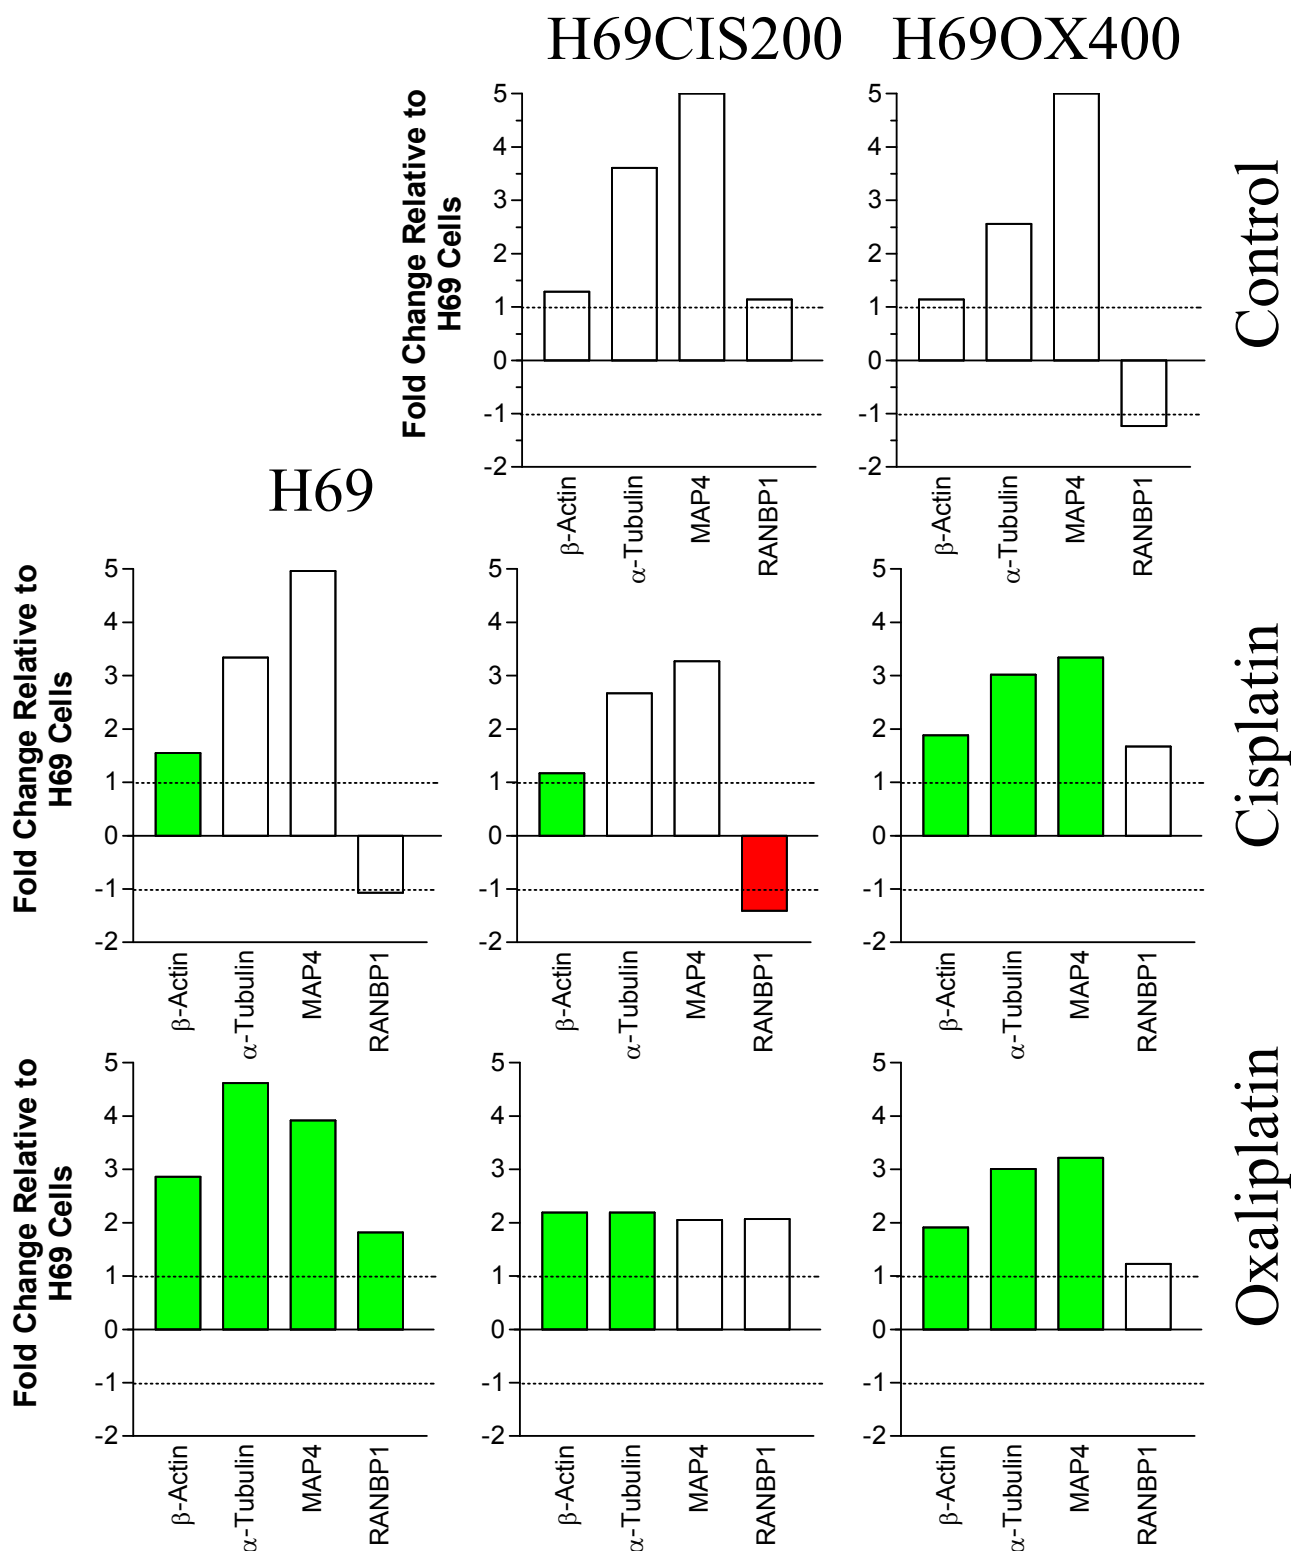 H69CIS200 H69OX400
Fold Change Relative to
H69 Cells
5
4
3
2
1
0
-1
-2
β-Actin
α-Tubulin
MAP4
RANBP1
5
4
3
2
1
0
-1
-2
β-Actin
α-Tubulin
MAP4
RANBP1
Control
H69
Fold Change Relative to
H69 Cells
5
4
3
2
1
0
-1
-2
β-Actin
α-Tubulin
MAP4
RANBP1
5
4
3
2
1
0
-1
-2
β-Actin
α-Tubulin
MAP4
RANBP1
5
4
3
2
1
0
-1
-2
β-Actin
α-Tubulin
MAP4
RANBP1
Cisplatin
Fold Change Relative to
H69 Cells
5
4
3
2
1
0
-1
-2
β-Actin
α-Tubulin
MAP4
RANBP1
5
4
3
2
1
0
-1
-2
β-Actin
α-Tubulin
MAP4
RANBP1
5
4
3
2
1
0
-1
-2
β-Actin
α-Tubulin
MAP4
RANBP1
Oxaliplatin